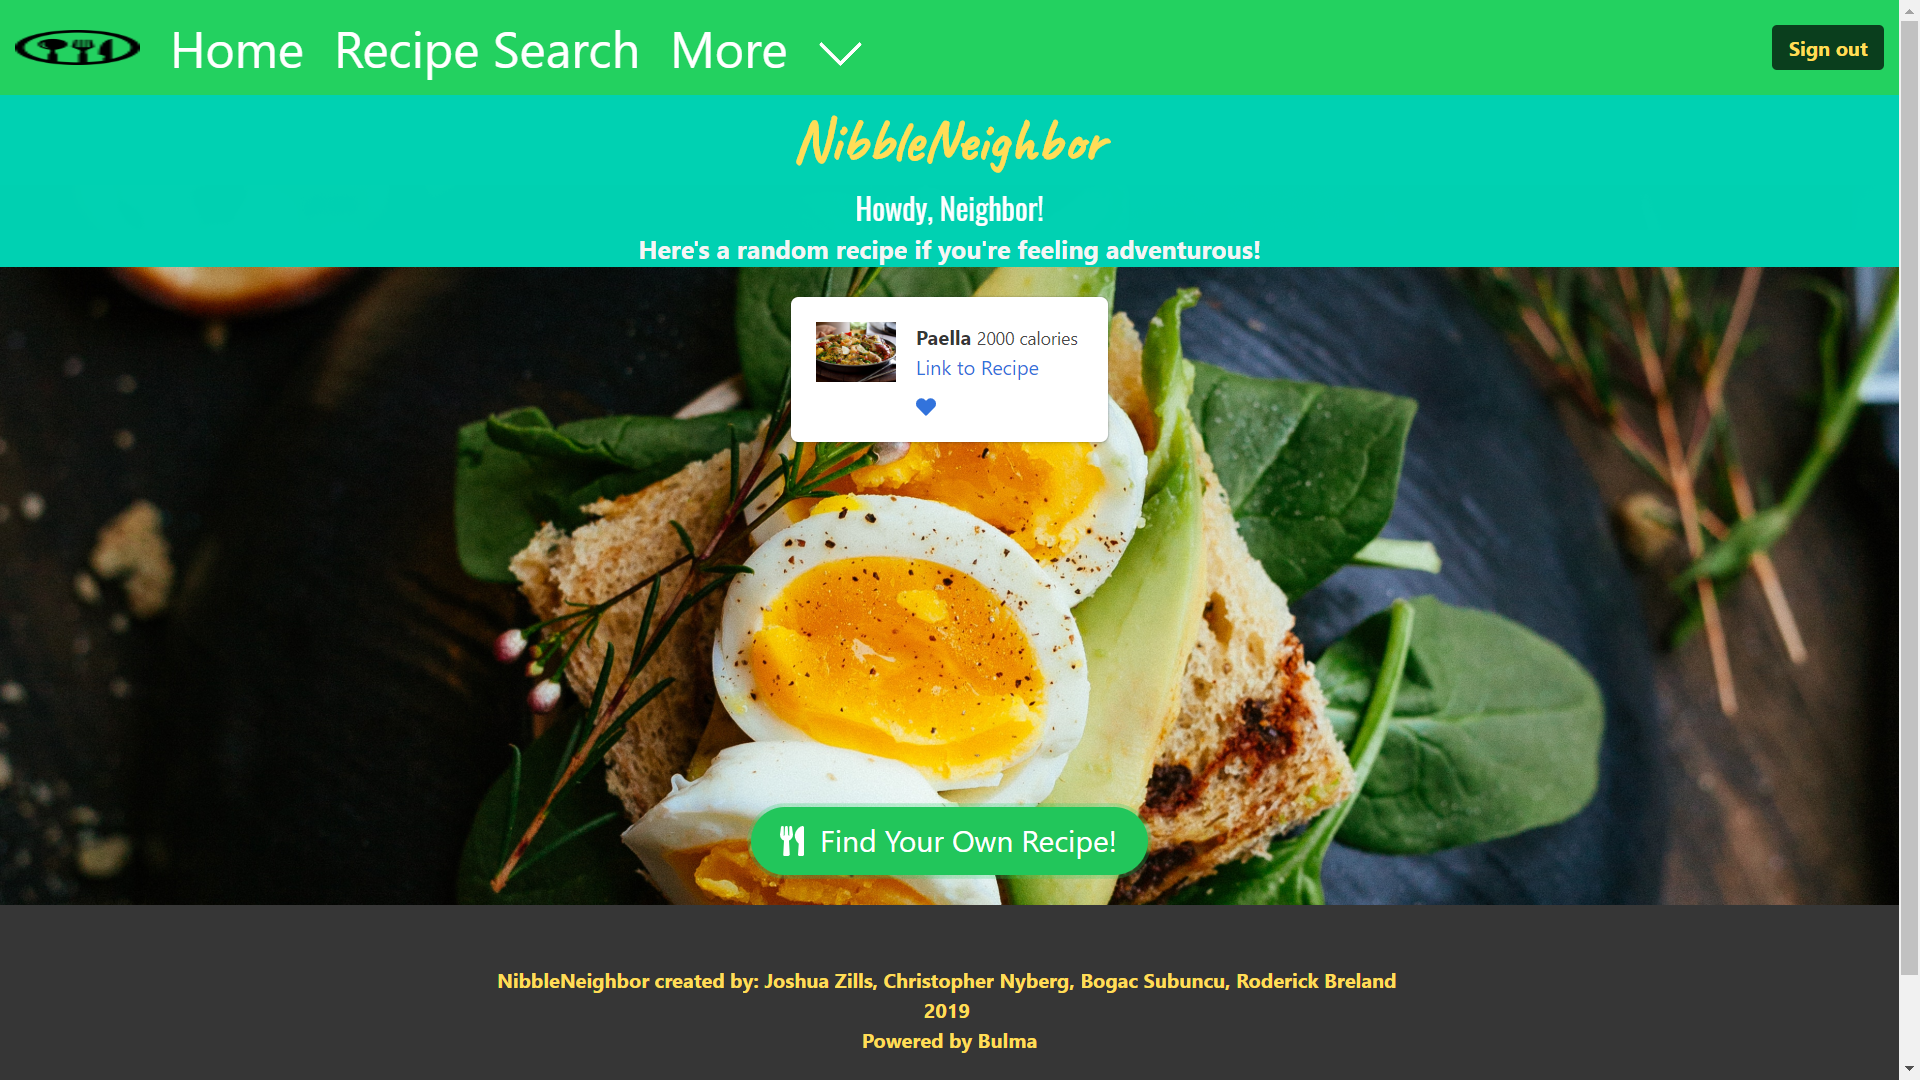 Home Recipe Search More Sign out
NibbleNeighbor
Howdy, Neighbor!
Here's a random recipe if you're feeling adventurous!
Paella 2000 calories
Link to Recipe
Find Your Own Recipe!
NibbleNeighbor created by: Joshua Zills, Christopher Nyberg, Bogac Subuncu, Roderick Breland
2019
Powered by Bulma